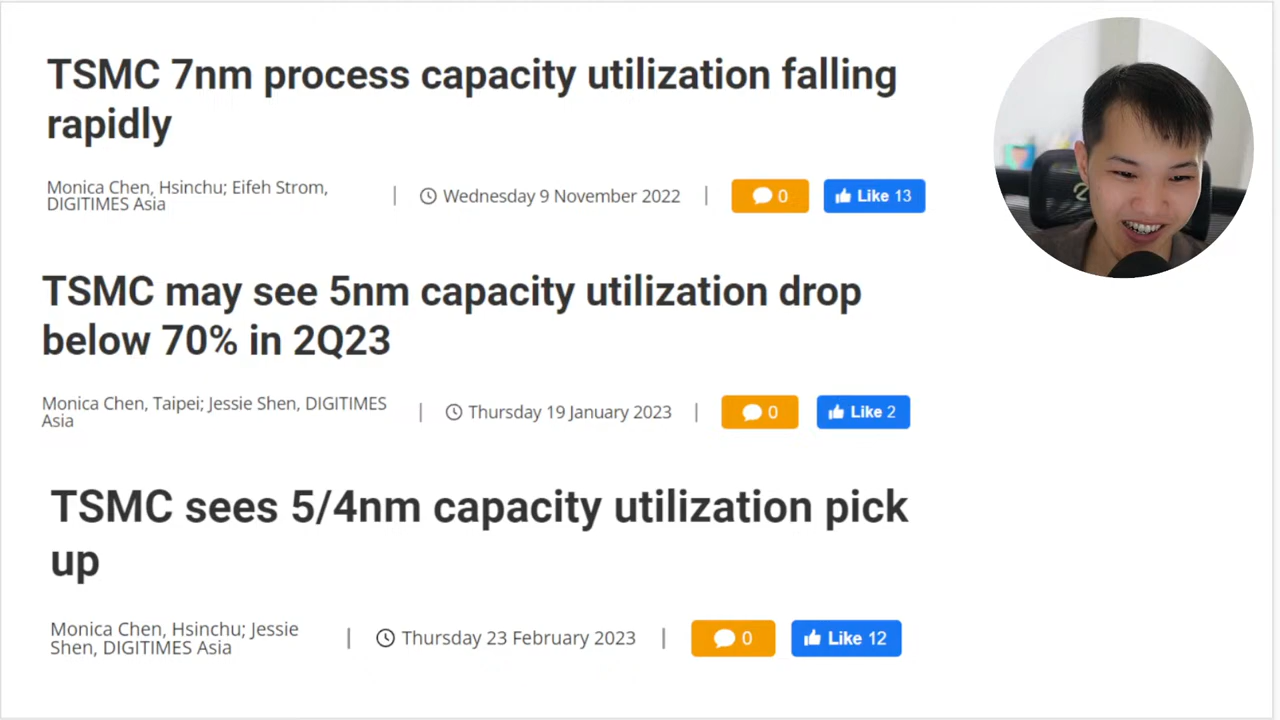 TSMC 7nm process capacity utilization falling
rapidly
Monica Chen, Hsinchu; Eifeh Strom,
DIGITIMES Asia
| Wednesday 9 November 2022 | 0 Like 13
TSMC may see 5nm capacity utilization drop
below 70% in 2Q23
Monica Chen, Taipei; Jessie Shen, DIGITIMES
Asia
| Thursday 19 January 2023 | 0 Like 2
TSMC sees 5/4nm capacity utilization pick
up
Monica Chen, Hsinchu; Jessie
Shen, DIGITIMES Asia
| Thursday 23 February 2023 | 0 Like 12